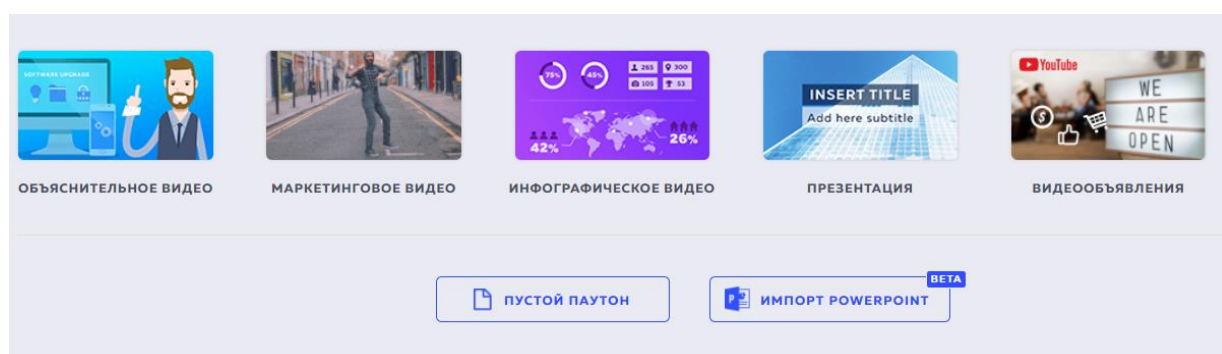 SOFTWARE UPGRADE
75%
45%
265
300
105
53
42%
26%
INSERT TITLE
Add here subtitle
YouTube
WE
ARE
OPEN
ОБЪЯСНИТЕЛЬНОЕ ВИДЕО
МАРКЕТИНГОВОЕ ВИДЕО
ИНФОГРАФИЧЕСКОЕ ВИДЕО
ПРЕЗЕНТАЦИЯ
ВИДЕООБЪЯВЛЕНИЯ
ПУСТОЙ ПАУТОН
ИМПОРТ POWERPOINT
BETA